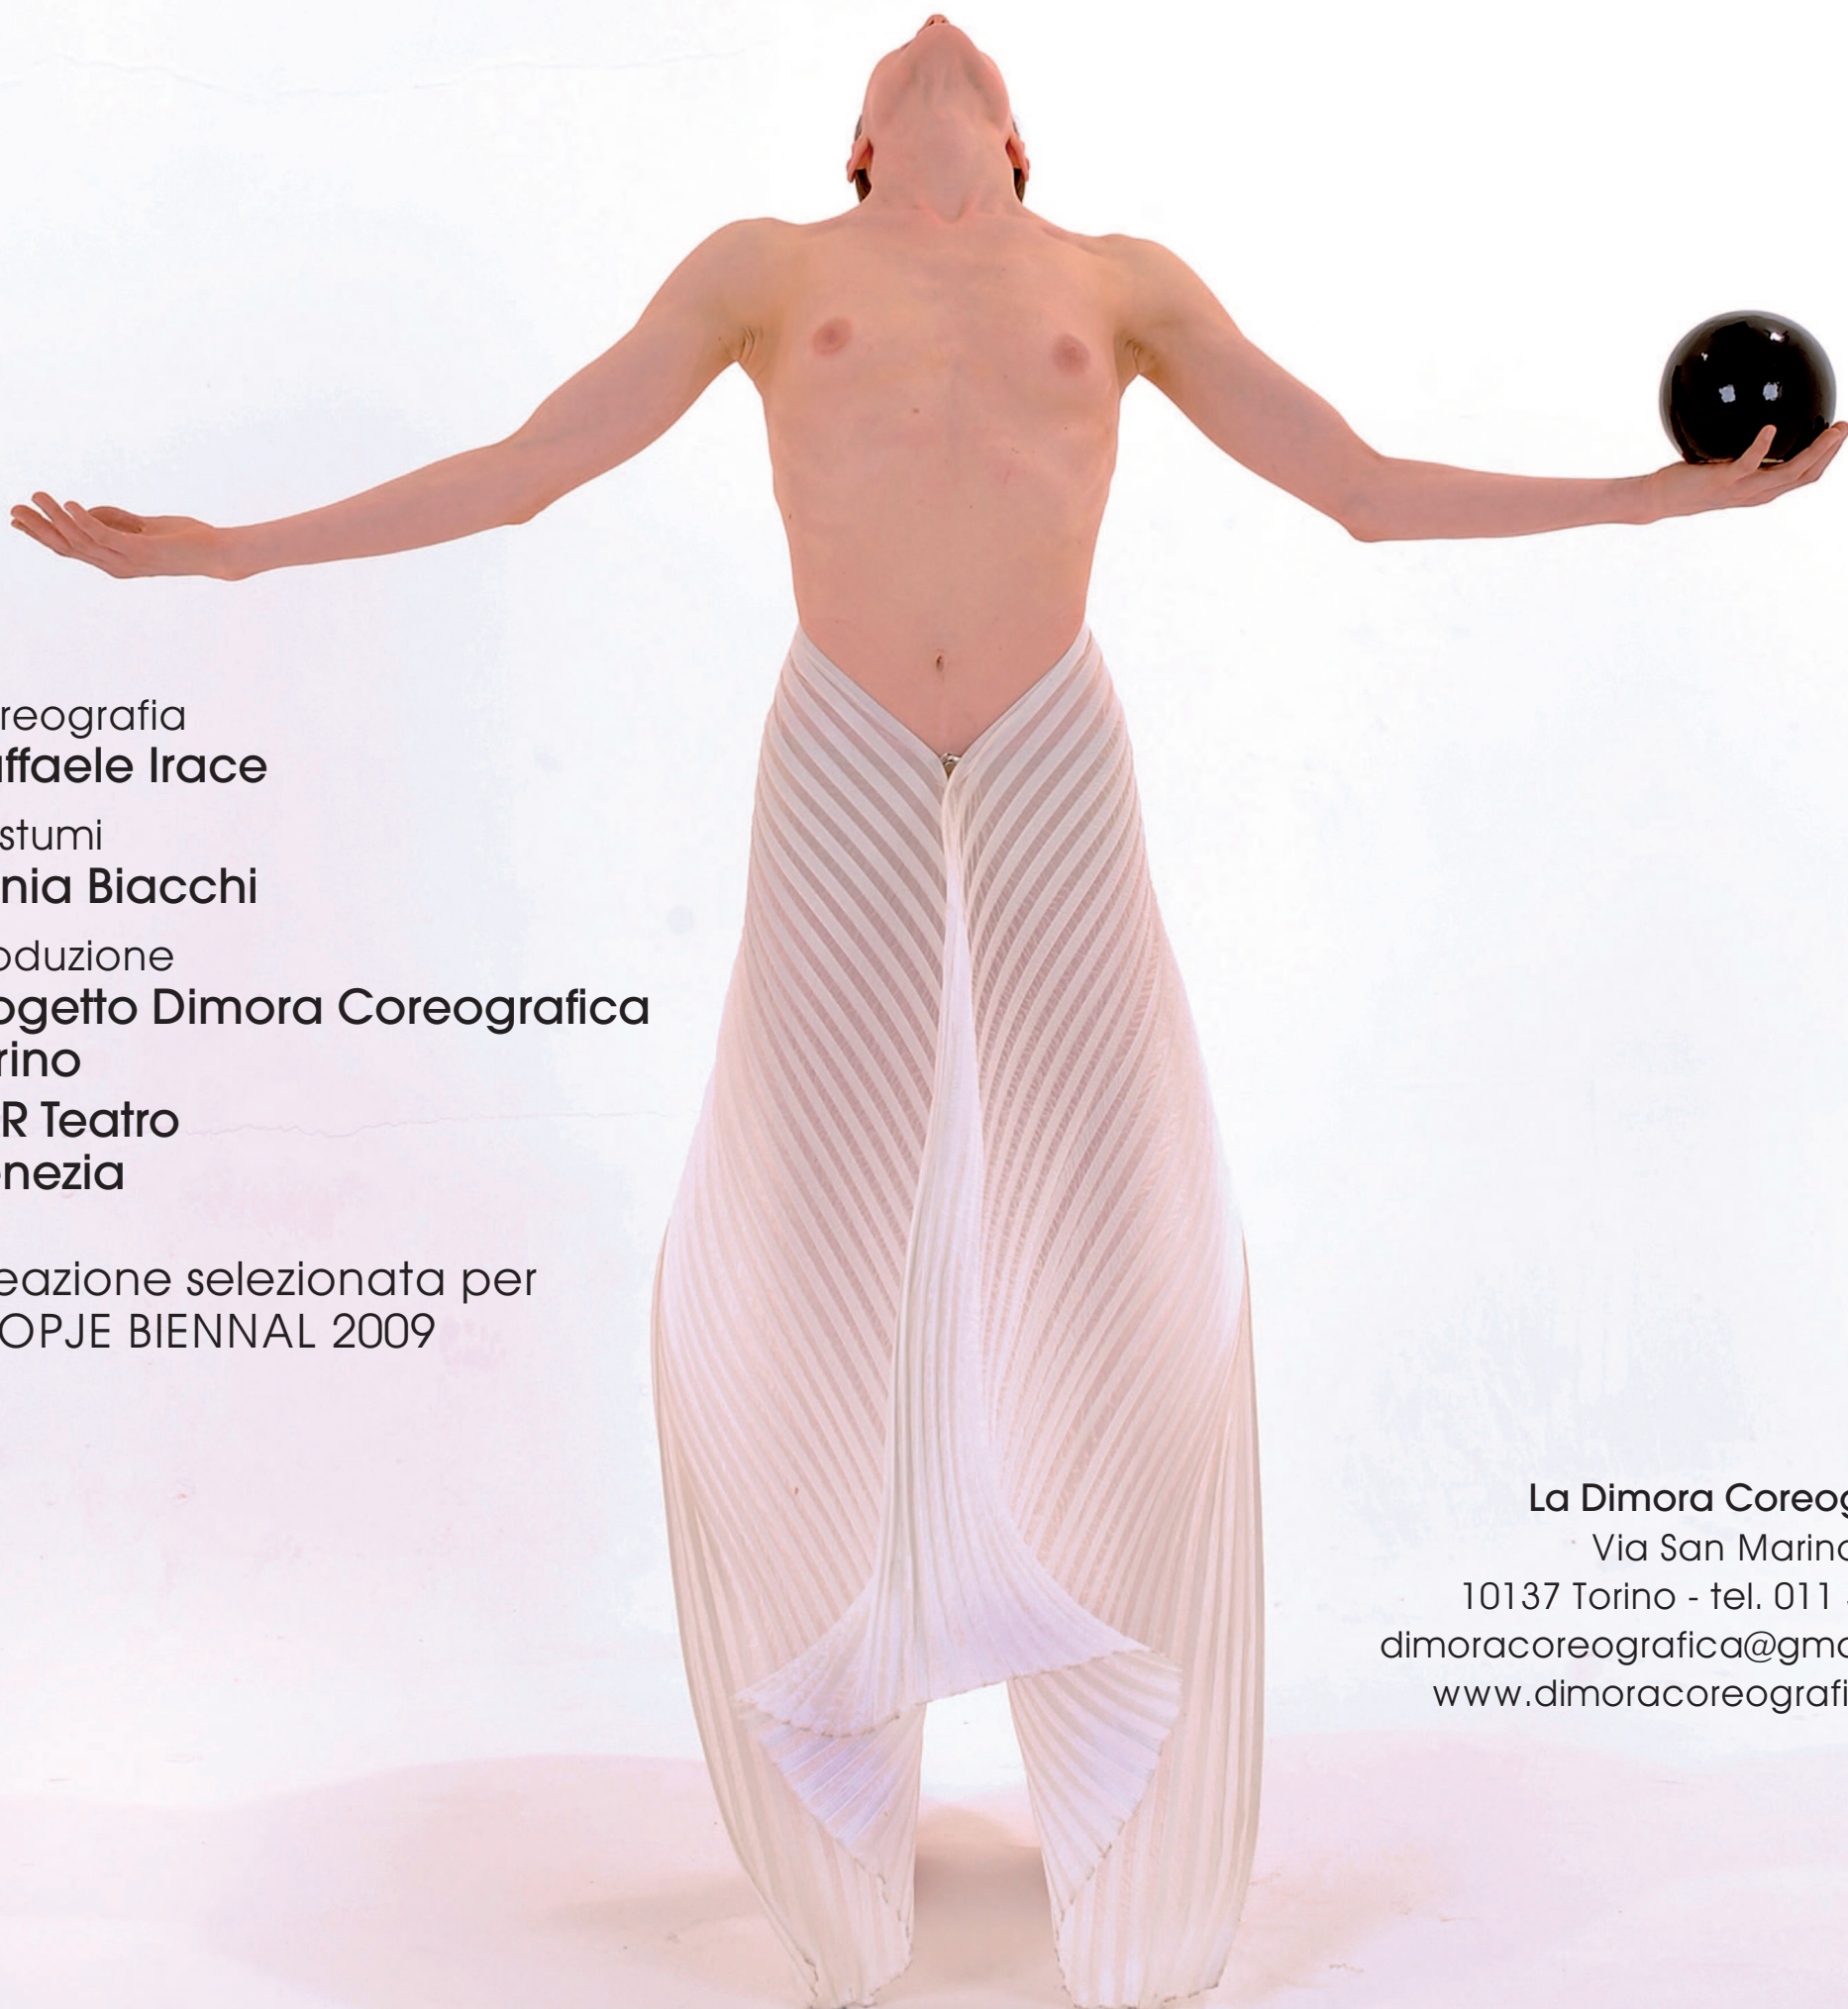 reografia
ffaele Irace
stumi
nia Biacchi
oduzione
ogetto Dimora Coreografica
rino
R Teatro
nezia
eazione selezionata per
OPJE BIENNAL 2009
La Dimora Coreog
Via San Marino
10137 Torino - tel. 011
dimoracoreografica@gma
www.dimoracoreografi